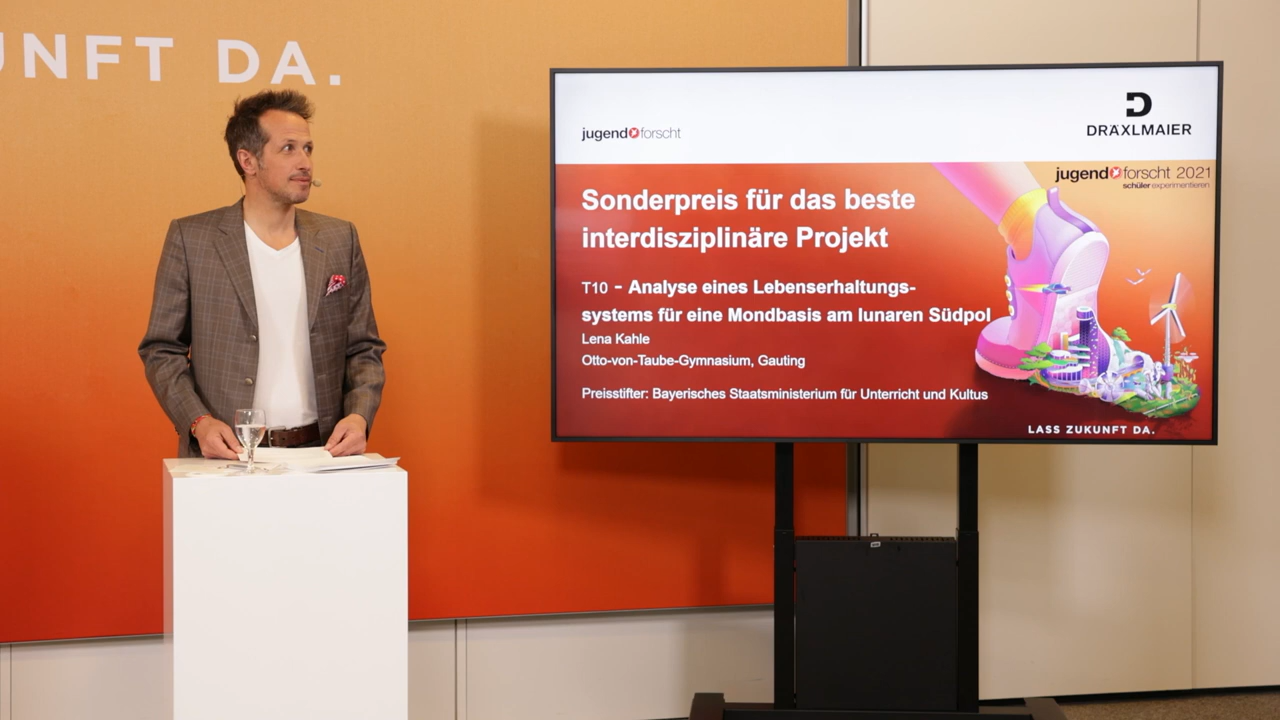 UNFT DA.
jugend forscht
DRÄXLMAIER
jugend forscht 2021
schüler experimentieren
Sonderpreis für das beste
interdisziplinäre Projekt
T10 - Analyse eines Lebenserhaltungs-
systems für eine Mondbasis am lunaren Südpol
Lena Kahle
Otto-von-Taube-Gymnasium, Gauting
Preisstifter: Bayerisches Staatsministerium für Unterricht und Kultus
LASS ZUKUNFT DA.